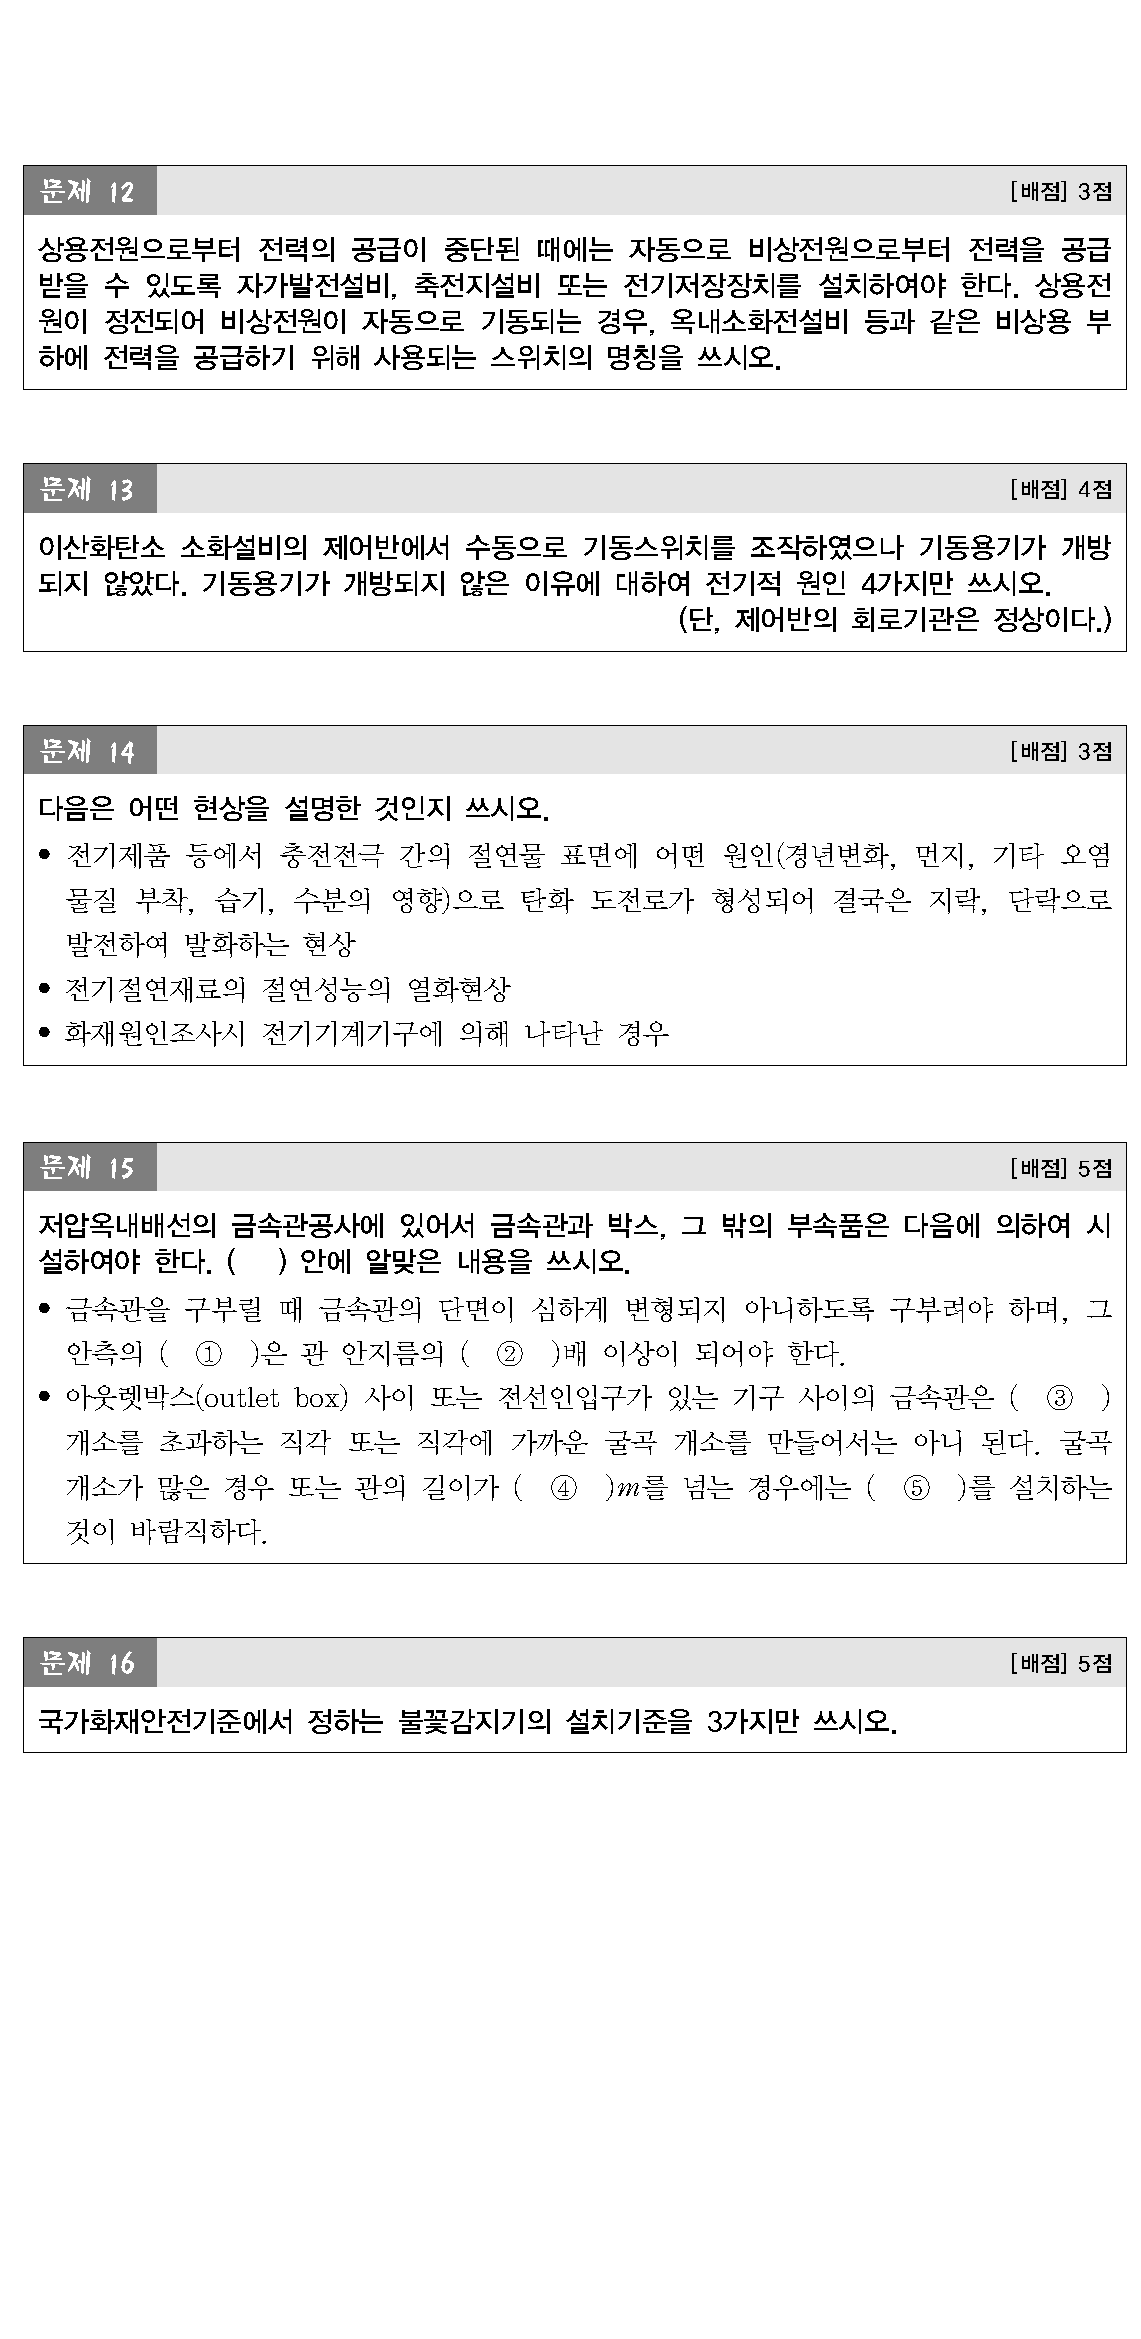 문제 12
[배점] 3점
상용전원으로부터 전력의 공급이 중단된 때에는 자동으로 비상전원으로부터 전력을 공급
받을 수 있도록 자가발전설비, 축전지설비 또는 전기저장장치를 설치하여야 한다. 상용전
원이 정전되어 비상전원이 자동으로 기동되는 경우, 옥내소화전설비 등과 같은 비상용 부
하에 전력을 공급하기 위해 사용되는 스위치의 명칭을 쓰시오.
문제 13
[배점] 4점
이산화탄소 소화설비의 제어반에서 수동으로 기동스위치를 조작하였으나 기동용기가 개방
되지 않았다. 기동용기가 개방되지 않은 이유에 대하여 전기적 원인 4가지만 쓰시오.
(단, 제어반의 회로기관은 정상이다.)
문제 14
[배점] 3점
다음은 어떤 현상을 설명한 것인지 쓰시오.
● 전기제품 등에서 충전전극 간의 절연물 표면에 어떤 원인(경년변화, 먼지, 기타 오염
물질 부착, 습기, 수분의 영향)으로 탄화 도전로가 형성되어 결국은 지락, 단락으로
발전하여 발화하는 현상
● 전기절연재료의 절연성능의 열화현상
● 화재원인조사시 전기기계기구에 의해 나타난 경우
문제 15
[배점] 5점
저압옥내배선의 금속관공사에 있어서 금속관과 박스, 그 밖의 부속품은 다음에 의하여 시
설하여야 한다. (    ) 안에 알맞은 내용을 쓰시오.
● 금속관을 구부릴 때 금속관의 단면이 심하게 변형되지 아니하도록 구부려야 하며, 그
안측의 ( ① )은 관 안지름의 ( ② )배 이상이 되어야 한다.
● 아웃렛박스(outlet box) 사이 또는 전선인입구가 있는 기구 사이의 금속관은 ( ③ )
개소를 초과하는 직각 또는 직각에 가까운 굴곡 개소를 만들어서는 아니 된다. 굴곡
개소가 많은 경우 또는 관의 길이가 ( ④ )m를 넘는 경우에는 ( ⑤ )를 설치하는
것이 바람직하다.
문제 16
[배점] 5점
국가화재안전기준에서 정하는 불꽃감지기의 설치기준을 3가지만 쓰시오.